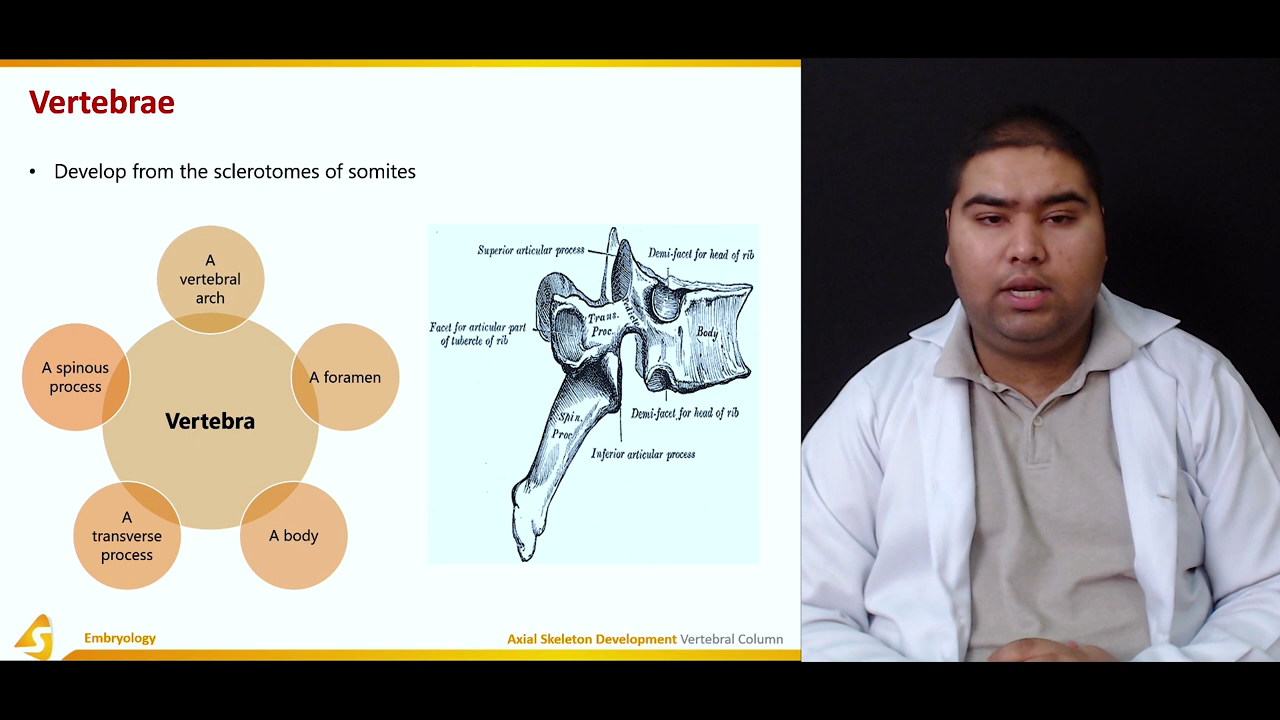 Vertebrae
• Develop from the sclerotomes of somites
A
vertebral
arch
A spinous
process
A foramen
Vertebra
A
transverse
process
A body
Superior articular process
Demi-facet for head of rib
Facet for articular part
of tubercle of rib
Trans.
Proc.
Body
Demi-facet for head of rib
Spin.
Proc.
Inferior articular process
Embryology
Axial Skeleton Development Vertebral Column